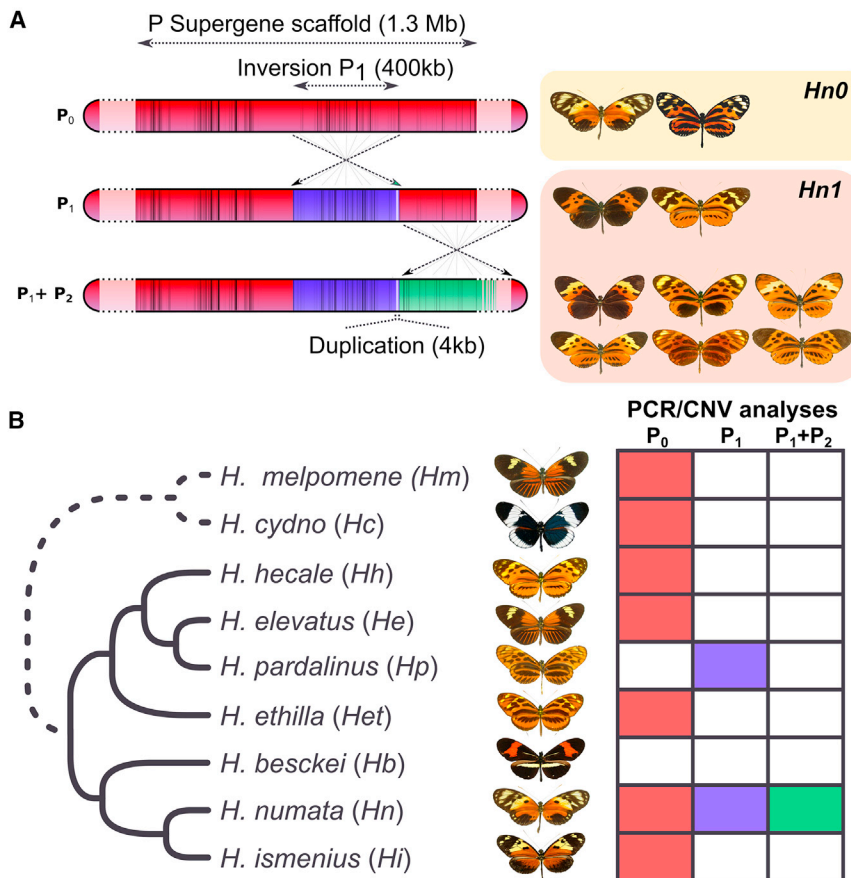 A
P Supergene scaffold (1.3 Mb)
Inversion P1 (400kb)
P0
P1
P1+ P2
Duplication (4kb)
Hn0
Hn1
B
PCR/CNV analyses
P0 P1 P1+P2
H. melpomene (Hm)
H. cydno (Hc)
H. hecale (Hh)
H. elevatus (He)
H. pardalinus (Hp)
H. ethilla (Het)
H. besckei (Hb)
H. numata (Hn)
H. ismenius (Hi)